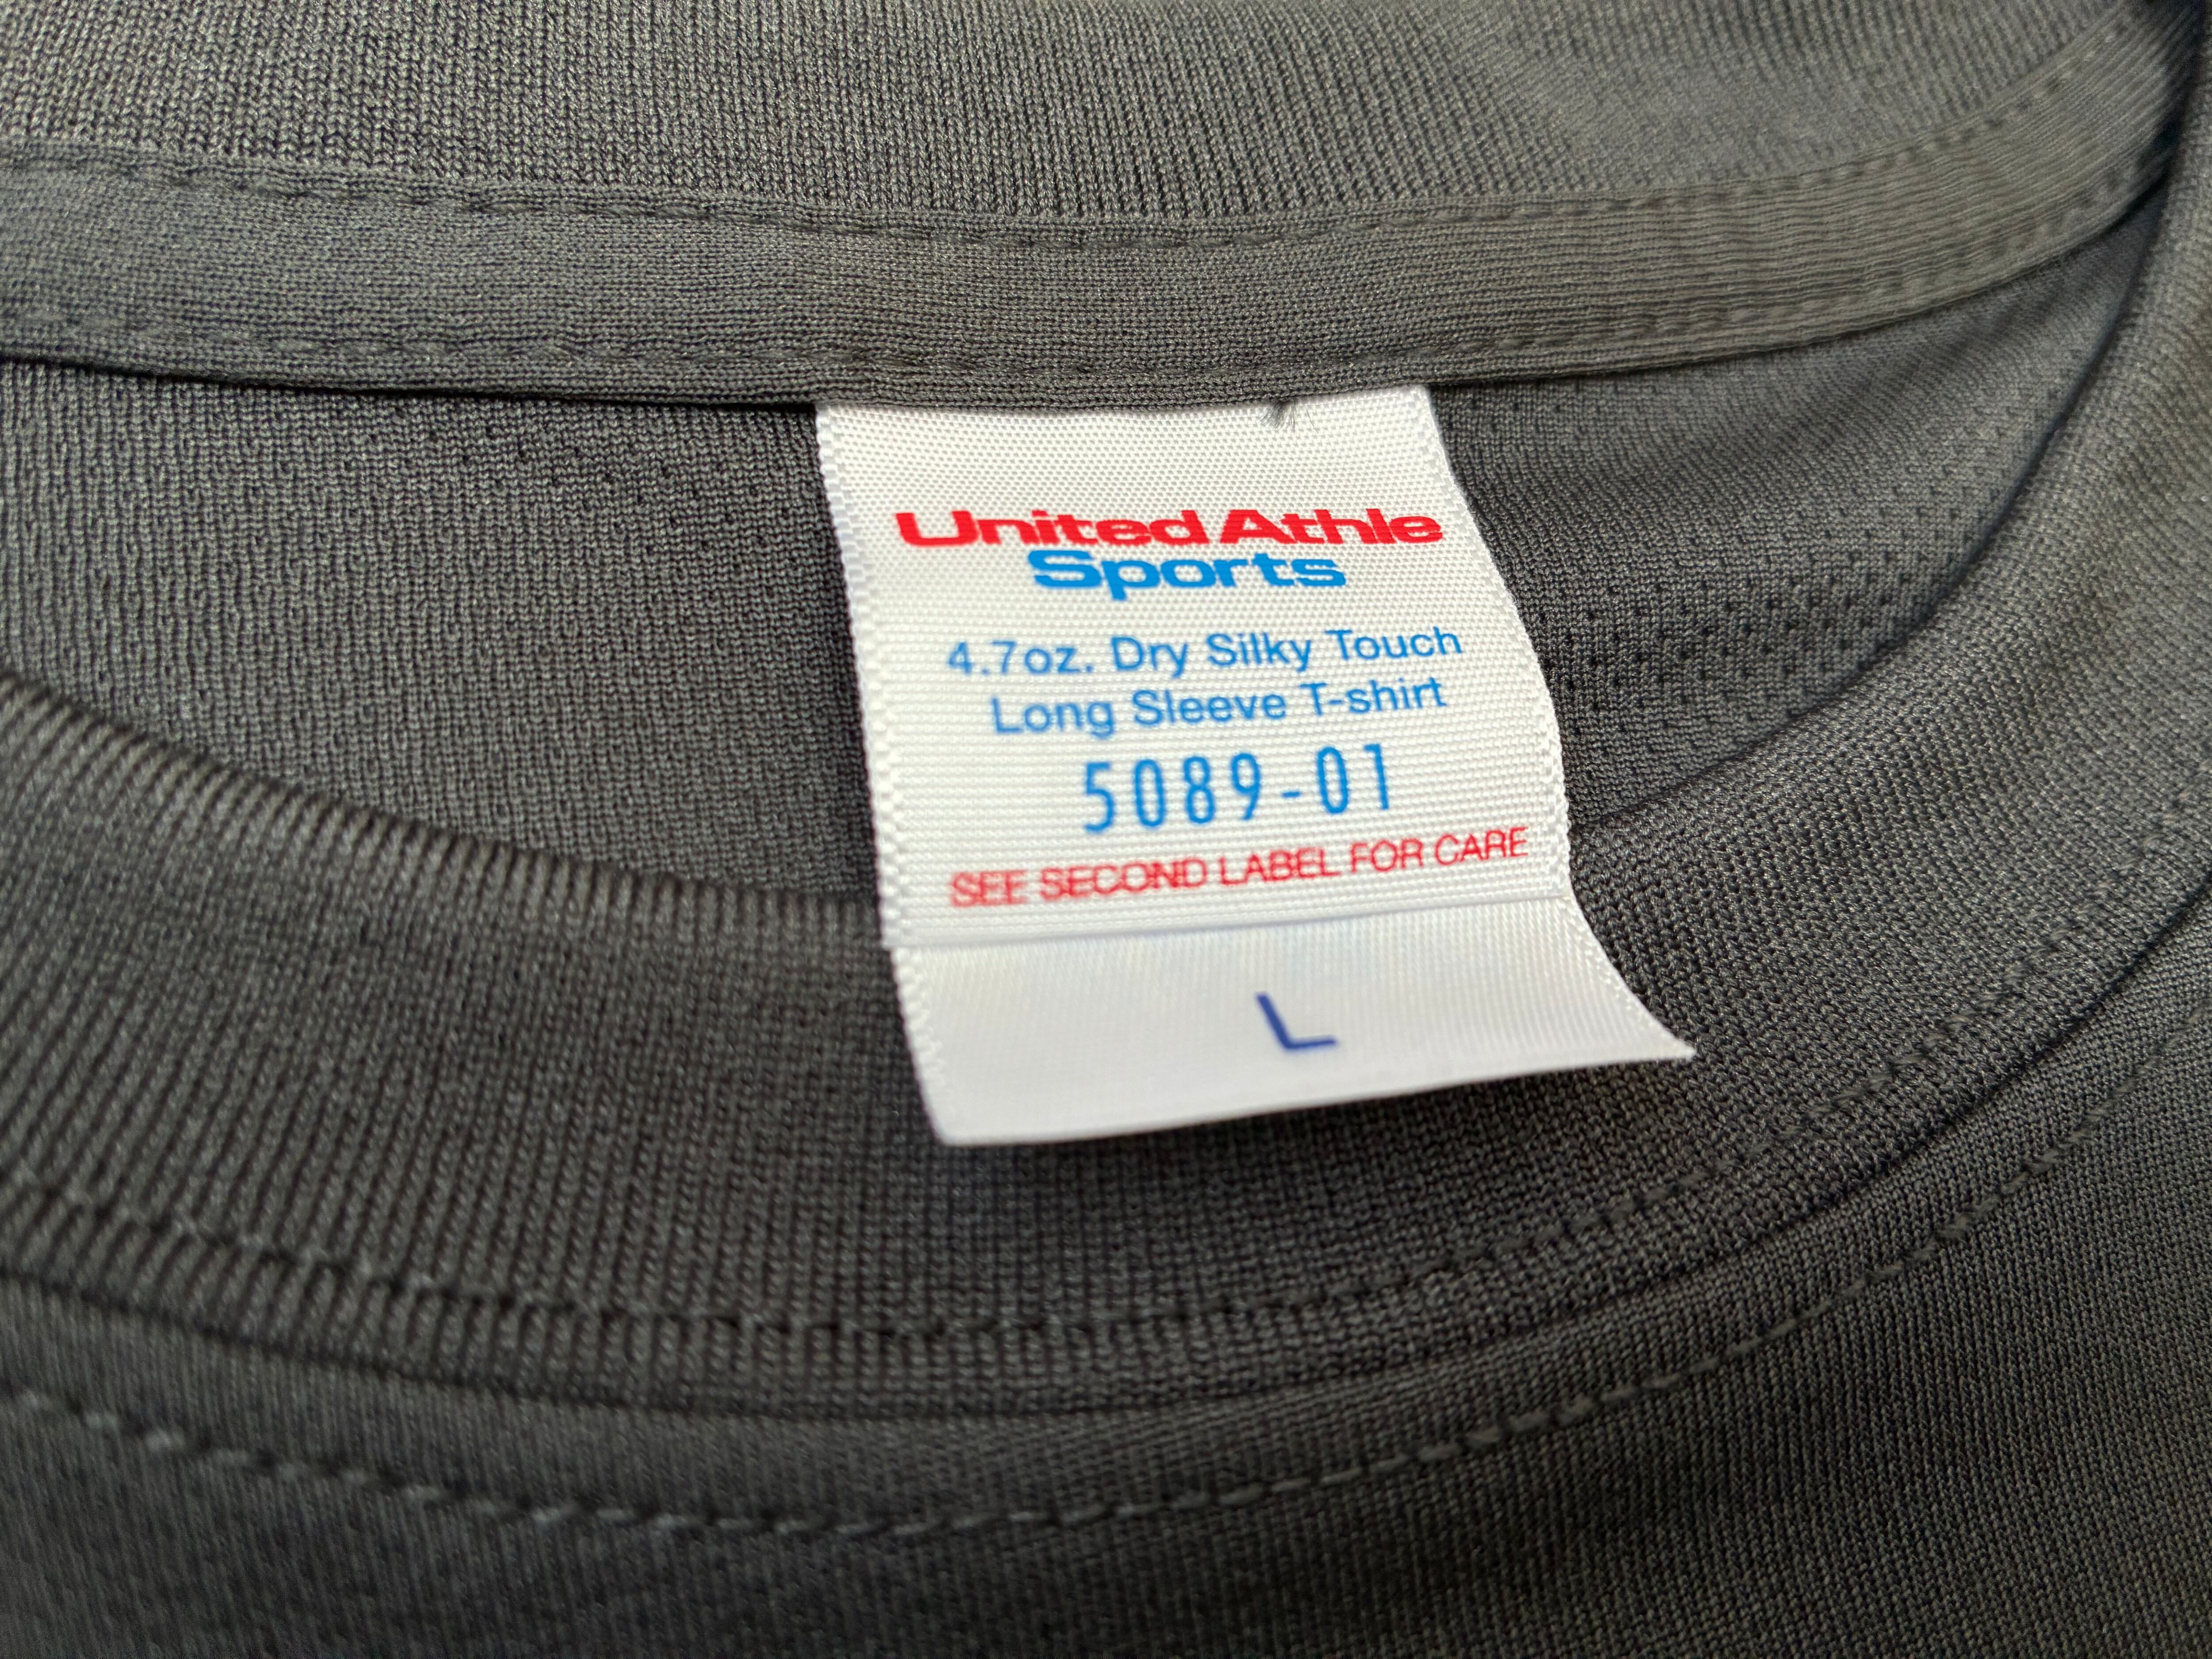 United Athle
Sports
4.7oz. Dry Silky Touch
Long Sleeve T-shirt
5089-01
SEE SECOND LABEL FOR CARE
L